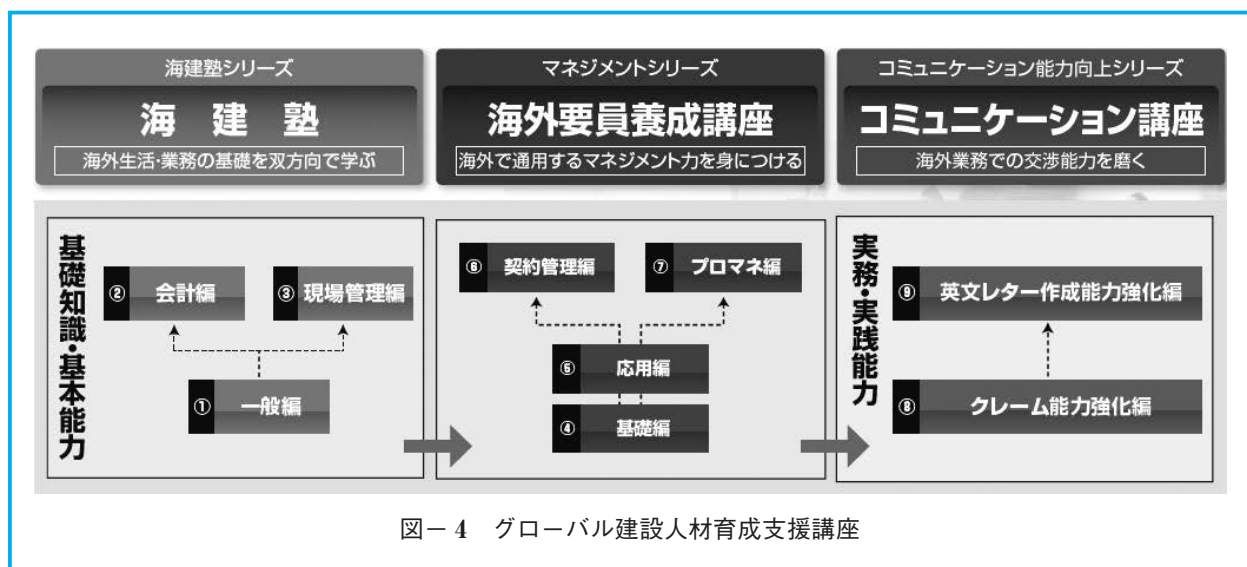 海建塾シリーズ
海建塾
海外生活・業務の基礎を双方向で学ぶ
マネジメントシリーズ
海外要員養成講座
海外で通用するマネジメント力を身につける
コミュニケーション能力向上シリーズ
コミュニケーション講座
海外業務での交渉能力を磨く
基礎知識・基本能力
② 会計編
③ 現場管理編
① 一般編
⑥ 契約管理編
⑦ プロマネ編
⑤ 応用編
④ 基礎編
実務・実践能力
⑨ 英文レター作成能力強化編
⑧ クレーム能力強化編
図－4 グローバル建設人材育成支援講座